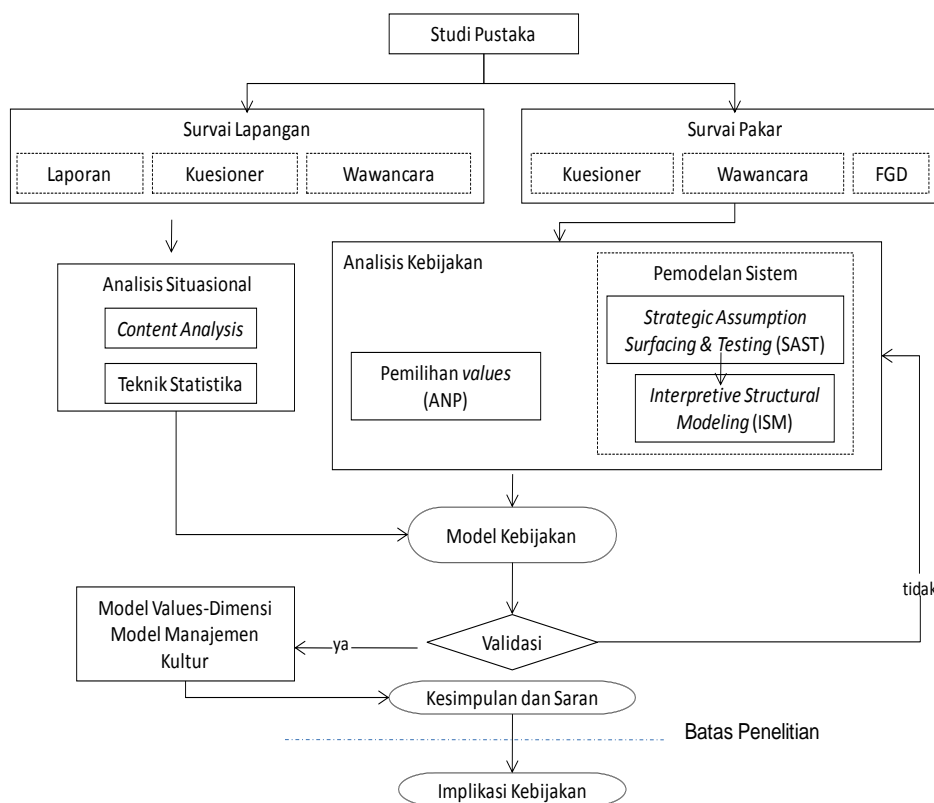 Studi Pustaka
Survai Lapangan
Laporan
Kuesioner
Wawancara
Survai Pakar
Kuesioner
Wawancara
FGD
Analisis Situasional
Content Analysis
Teknik Statistika
Analisis Kebijakan
Pemilihan values
(ANP)
Pemodelan Sistem
Strategic Assumption
Surfacing & Testing (SAST)
Interpretive Structural
Modeling (ISM)
Model Kebijakan
tidak
Validasi
ya
Model Values-Dimensi
Model Manajemen
Kultur
Kesimpulan dan Saran
Batas Penelitian
Implikasi Kebijakan